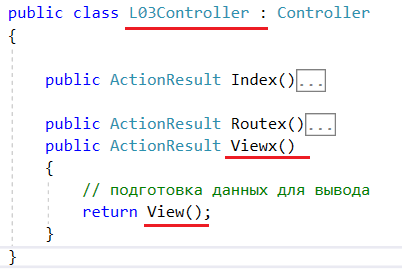 public class L03Controller : Controller
{
public ActionResult Index()...
public ActionResult Routex()...
public ActionResult Viewx()
{
// подготовка данных для вывода
return View();
}
}